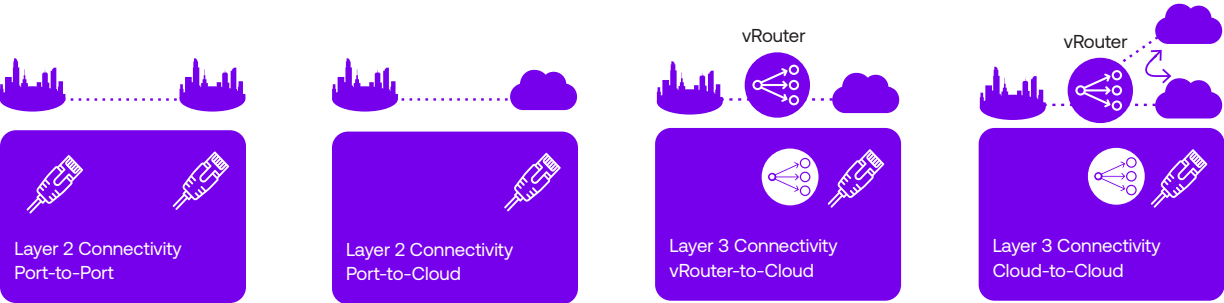 vRouter
vRouter
Layer 2 Connectivity
Port-to-Port
Layer 2 Connectivity
Port-to-Cloud
Layer 3 Connectivity
vRouter-to-Cloud
Layer 3 Connectivity
Cloud-to-Cloud